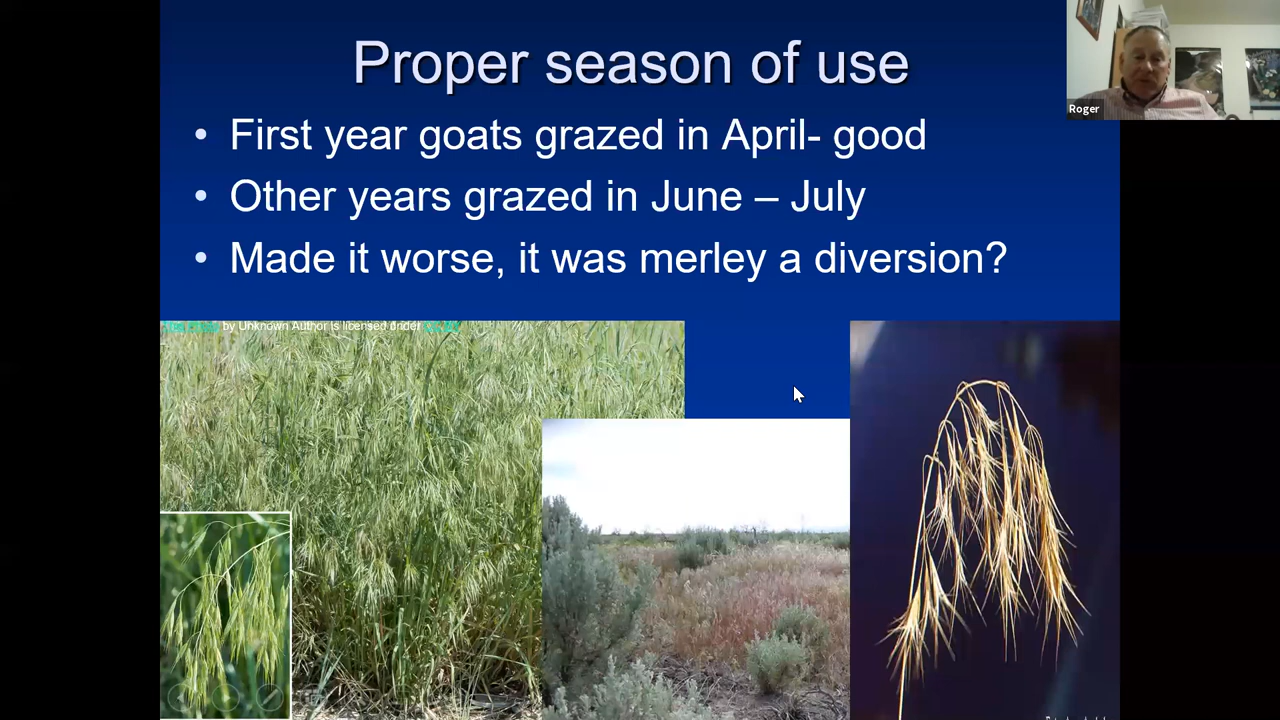 Proper season of use
Roger
• First year goats grazed in April- good
• Other years grazed in June – July
• Made it worse, it was merley a diversion?
by Unknown Author is licensed under